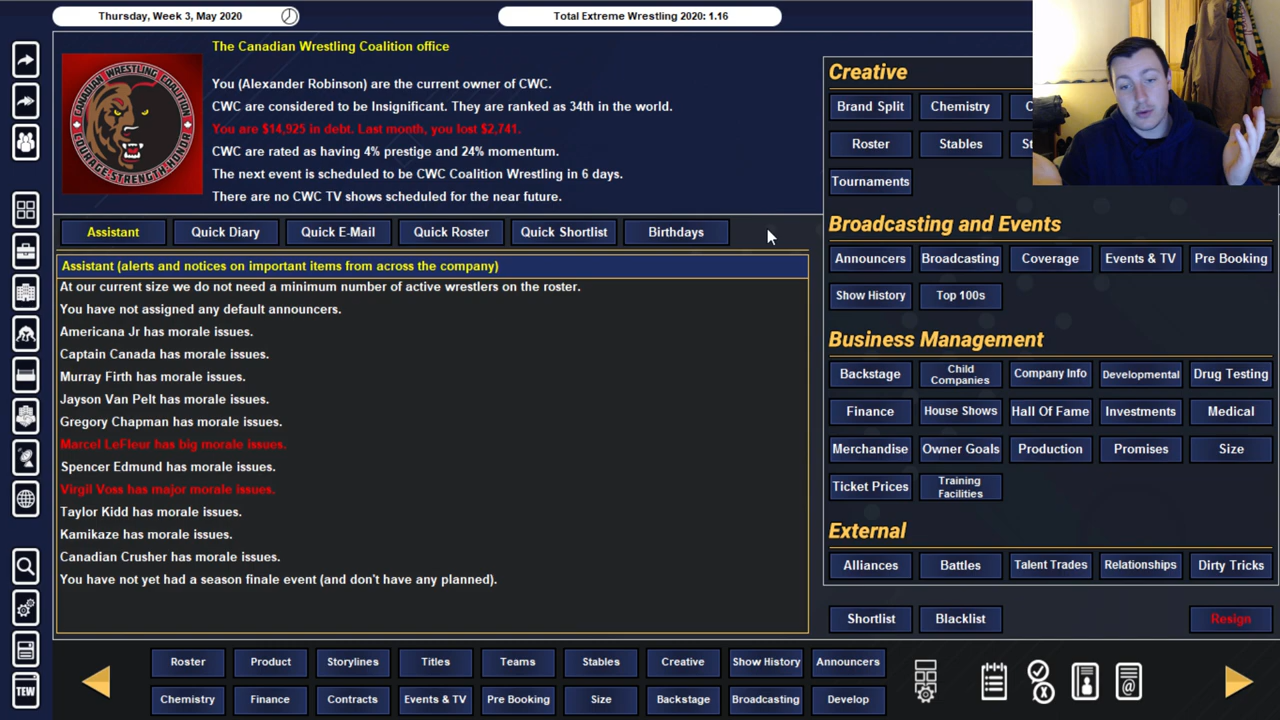 Thursday, Week 3, May 2020
Total Extreme Wrestling 2020: 1.16
The Canadian Wrestling Coalition office
CANADIAN WRESTLING COALITION
COURAGE·STRENGTH·HONOR
You (Alexander Robinson) are the current owner of CWC.
CWC are considered to be Insignificant. They are ranked as 34th in the world.
You are $14,925 in debt. Last month, you lost $2,741.
CWC are rated as having 4% prestige and 24% momentum.
The next event is scheduled to be CWC Coalition Wrestling in 6 days.
There are no CWC TV shows scheduled for the near future.
Assistant Quick Diary Quick E-Mail Quick Roster Quick Shortlist Birthdays
Assistant (alerts and notices on important items from across the company)
At our current size we do not need a minimum number of active wrestlers on the roster.
You have not assigned any default announcers.
Americana Jr has morale issues.
Captain Canada has morale issues.
Murray Firth has morale issues.
Jayson Van Pelt has morale issues.
Gregory Chapman has morale issues.
Marcel LeFleur has big morale issues.
Spencer Edmund has morale issues.
Virgil Voss has major morale issues.
Taylor Kidd has morale issues.
Kamikaze has morale issues.
Canadian Crusher has morale issues.
You have not yet had a season finale event (and don't have any planned).
Creative
Brand Split Chemistry
Roster Stables
Tournaments
Broadcasting and Events
Announcers Broadcasting Coverage Events & TV Pre Booking
Show History Top 100s
Business Management
Backstage Child Companies Company Info Developmental Drug Testing
Finance House Shows Hall Of Fame Investments Medical
Merchandise Owner Goals Production Promises Size
Ticket Prices Training Facilities
External
Alliances Battles Talent Trades Relationships Dirty Tricks
Shortlist Blacklist Resign
Roster Product Storylines Titles Teams Stables Creative Show History Announcers
Chemistry Finance Contracts Events & TV Pre Booking Size Backstage Broadcasting Develop
TEW